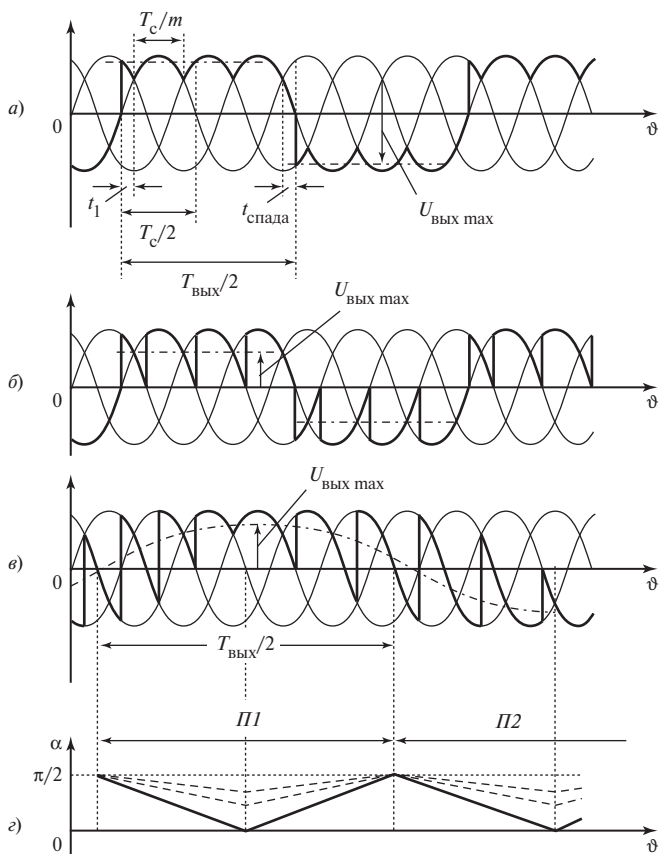 T_c/m
а)
0
ϑ
t_1
t_спада
U_вых max
T_c/2
T_вых/2
U_вых max
б)
0
ϑ
U_вых max
в)
0
ϑ
T_вых/2
П1
П2
α
π/2
г)
0
ϑ